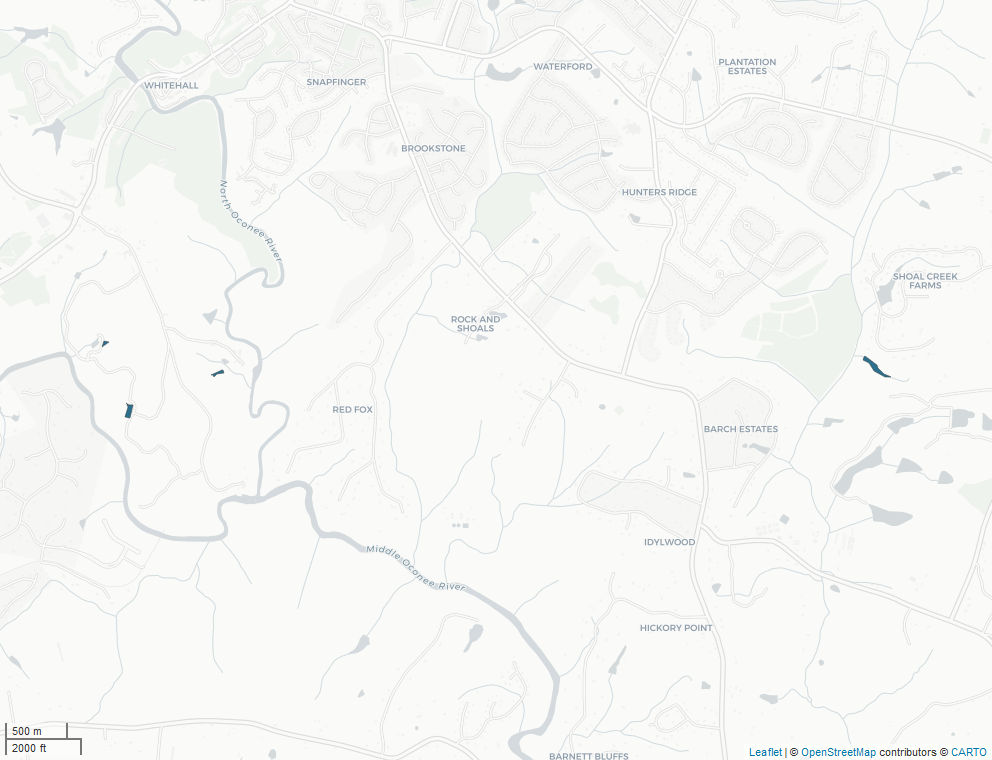 WATERFORD
PLANTATION
ESTATES
WHITEHALL
SNAPFINGER
BROOKSTONE
HUNTERS RIDGE
North Oconee River
SHOAL CREEK
FARMS
ROCK AND
SHOALS
RED FOX
BARCH ESTATES
IDYLWOOD
Middle Oconee River
HICKORY POINT
500 m
2000 ft
BARNETT BLUFFS
Leaflet | © OpenStreetMap contributors © CARTO